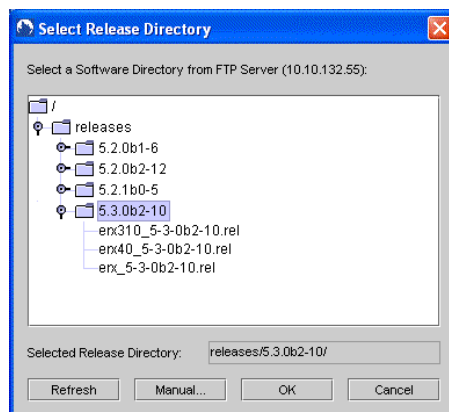 Select Release Directory
Select a Software Directory from FTP Server (10.10.132.55):
/
releases
5.2.0b1-6
5.2.0b2-12
5.2.1b0-5
5.3.0b2-10
erx310_5-3-0b2-10.rel
erx40_5-3-0b2-10.rel
erx_5-3-0b2-10.rel
Selected Release Directory: releases/5.3.0b2-10/
Refresh Manual... OK Cancel